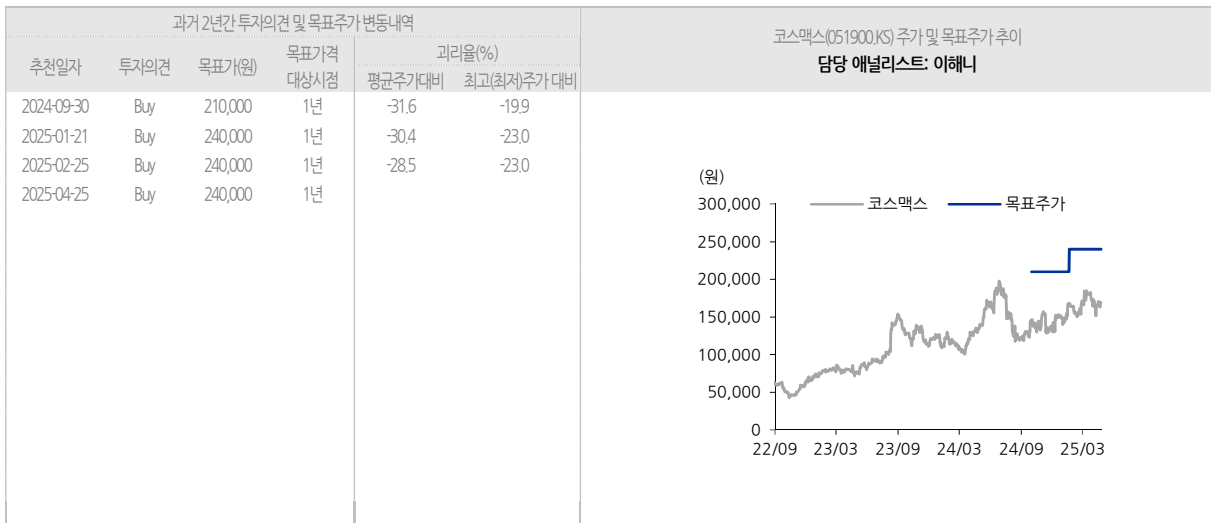 과거 2년간 투자의견 및 목표주가 변동내역
추천일자 투자의견 목표가(원) 목표가격 대상시점 괴리율(%)
평균주가대비 최고(최저)주가 대비
2024-09-30 Buy 210,000 1년 -31.6 -19.9
2025-01-21 Buy 240,000 1년 -30.4 -23.0
2025-02-25 Buy 240,000 1년 -28.5 -23.0
2025-04-25 Buy 240,000 1년
코스맥스(051900.KS) 주가 및 목표주가 추이
담당 애널리스트: 이해니
(원)
코스맥스 목표주가
300,000
250,000
200,000
150,000
100,000
50,000
0
22/09 23/03 23/09 24/03 24/09 25/03